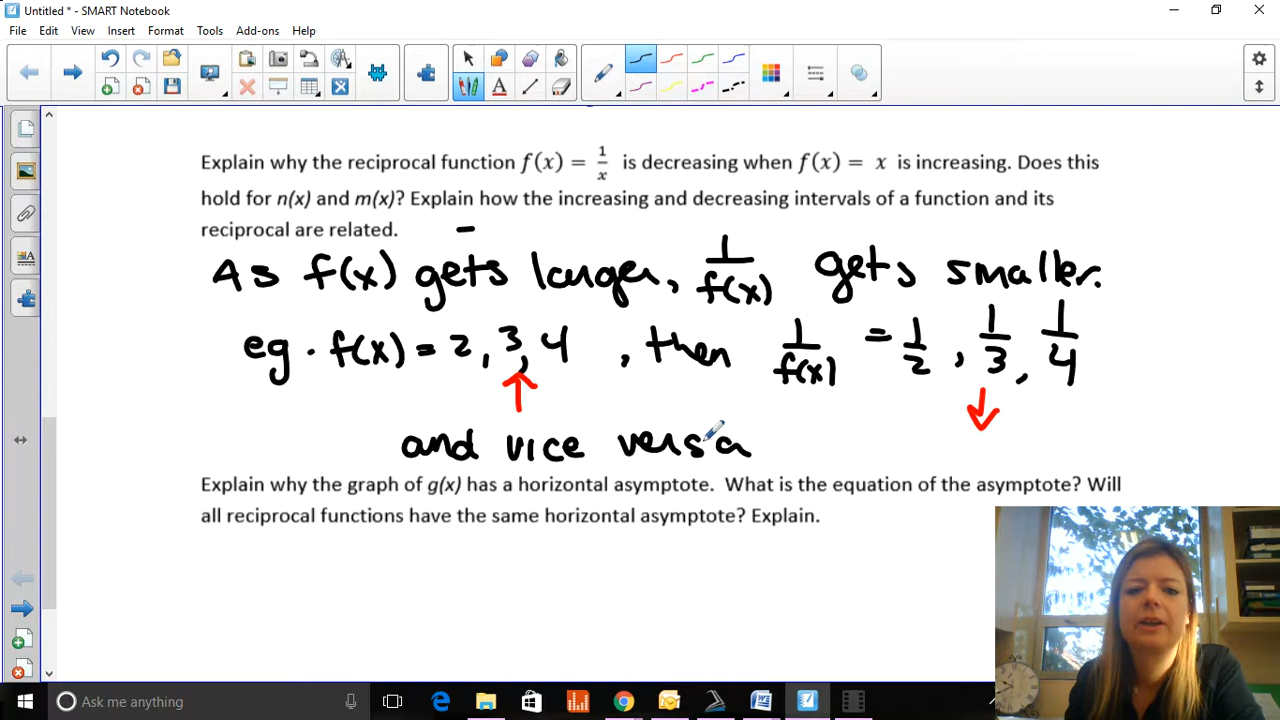 Untitled * - SMART Notebook
File Edit View Insert Format Tools Add-ons Help
Explain why the reciprocal function f(x) = 1/x is decreasing when f(x) = x is increasing. Does this
hold for n(x) and m(x)? Explain how the increasing and decreasing intervals of a function and its
reciprocal are related.
As f(x) gets larger, 1/f(x) gets smaller.
eg. f(x) = 2, 3, 4, then 1/f(x) = 1/2, 1/3, 1/4
and vice versa
Explain why the graph of g(x) has a horizontal asymptote. What is the equation of the asymptote? Will
all reciprocal functions have the same horizontal asymptote? Explain.
Ask me anything